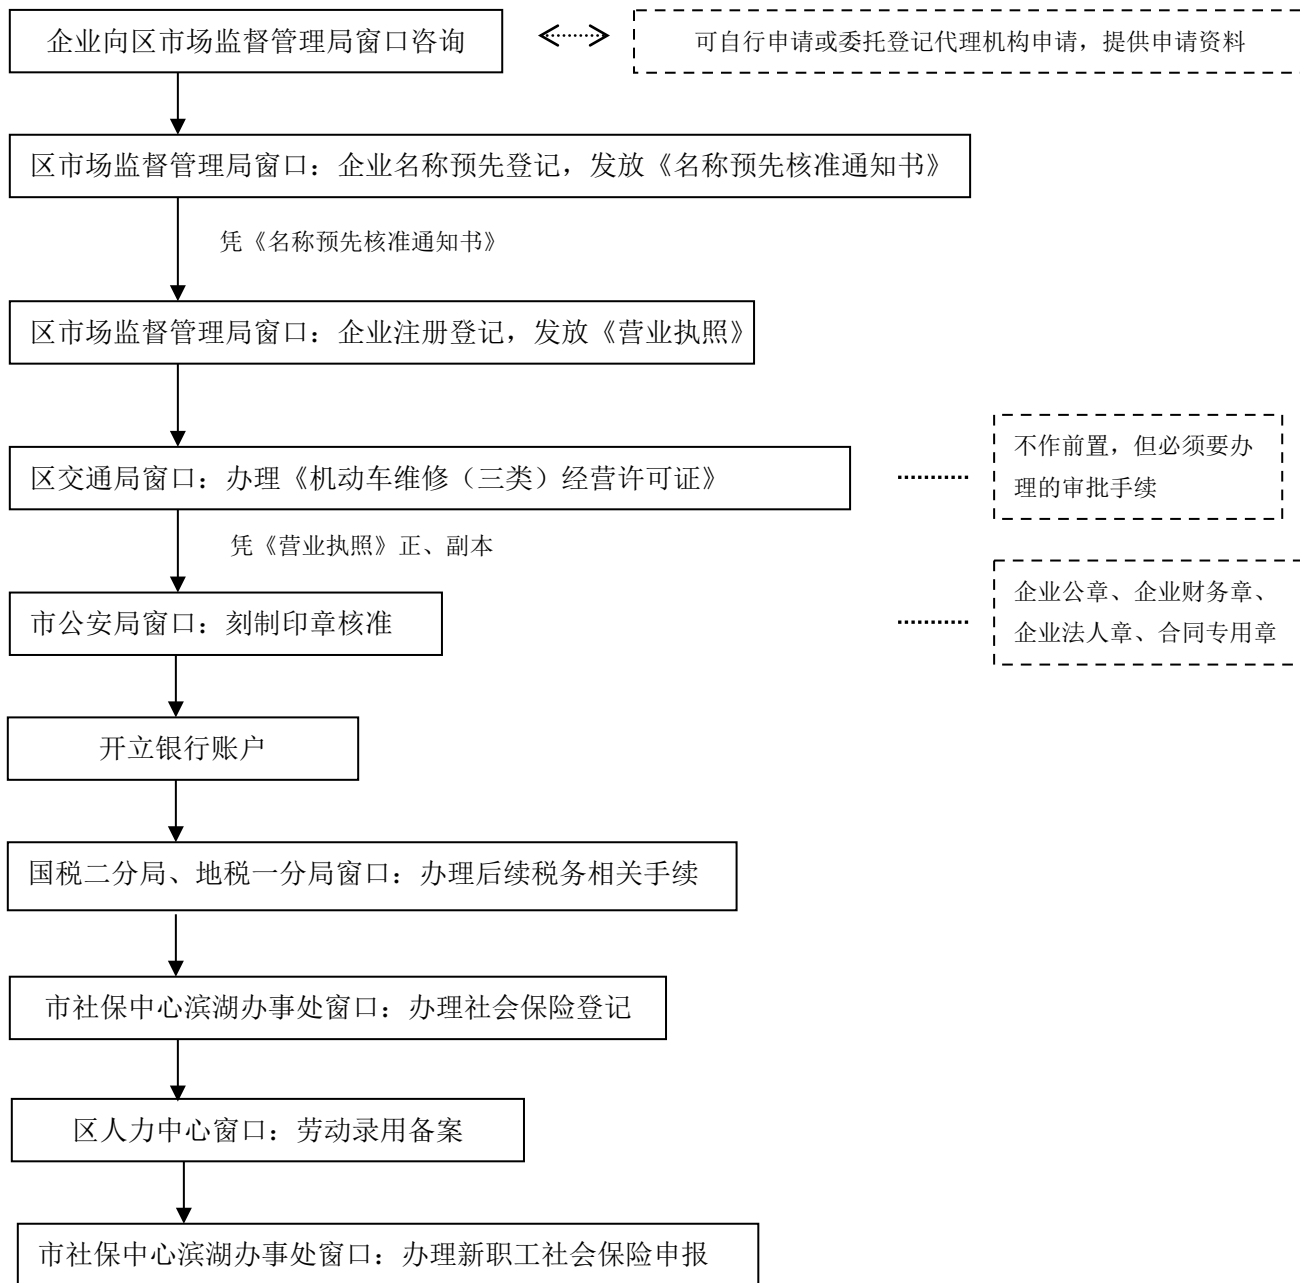 企业向区市场监督管理局窗口咨询
可自行申请或委托登记代理机构申请，提供申请资料
区市场监督管理局窗口：企业名称预先登记，发放《名称预先核准通知书》
凭《名称预先核准通知书》
区市场监督管理局窗口：企业注册登记，发放《营业执照》
区交通局窗口：办理《机动车维修（三类）经营许可证》
不作前置，但必须要办
理的审批手续
凭《营业执照》正、副本
市公安局窗口：刻制印章核准
企业公章、企业财务章、
企业法人章、合同专用章
开立银行账户
国税二分局、地税一分局窗口：办理后续税务相关手续
市社保中心滨湖办事处窗口：办理社会保险登记
区人力中心窗口：劳动录用备案
市社保中心滨湖办事处窗口：办理新职工社会保险申报